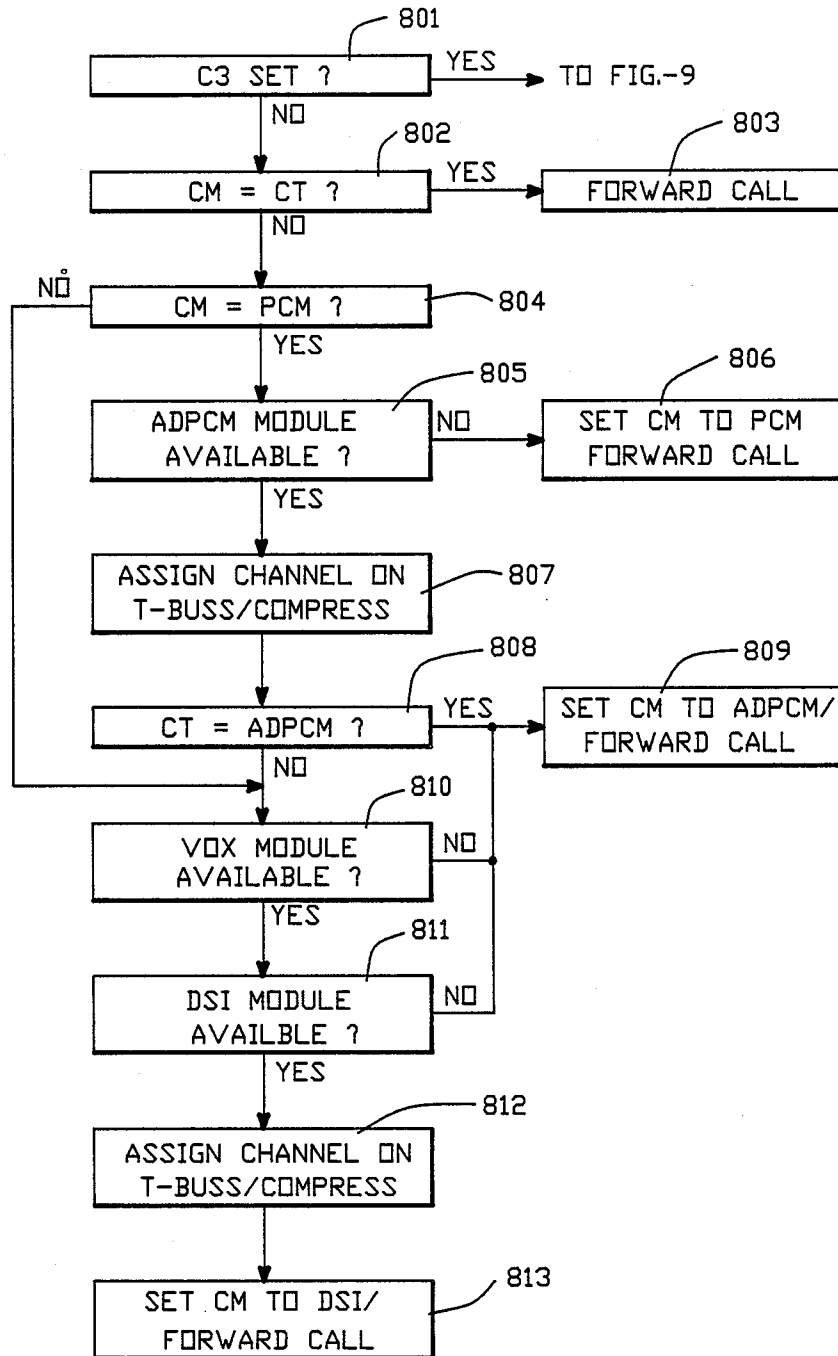 801
C3 SET ?
YES
TO FIG.-9
NO
802
803
CM = CT ?
YES
FORWARD CALL
NO
NO
CM = PCM ?
804
YES
805
806
ADPCM MODULE
AVAILABLE ?
NO
SET CM TO PCM
FORWARD CALL
YES
ASSIGN CHANNEL ON
T-BUSS/COMPRESS
807
808
809
CT = ADPCM ?
YES
SET CM TO ADPCM/
FORWARD CALL
NO
810
VOX MODULE
AVAILABLE ?
NO
YES
811
DSI MODULE
AVAILBLE ?
NO
YES
812
ASSIGN CHANNEL ON
T-BUSS/COMPRESS
813
SET CM TO DSI/
FORWARD CALL